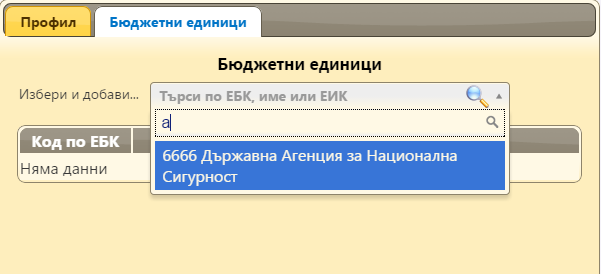 Профил
Бюджетни единици
Бюджетни единици
Избери и добави...
Търси по ЕБК, име или ЕИК
а
6666 Държавна Агенция за Национална
Сигурност
Код по ЕБК
Няма данни